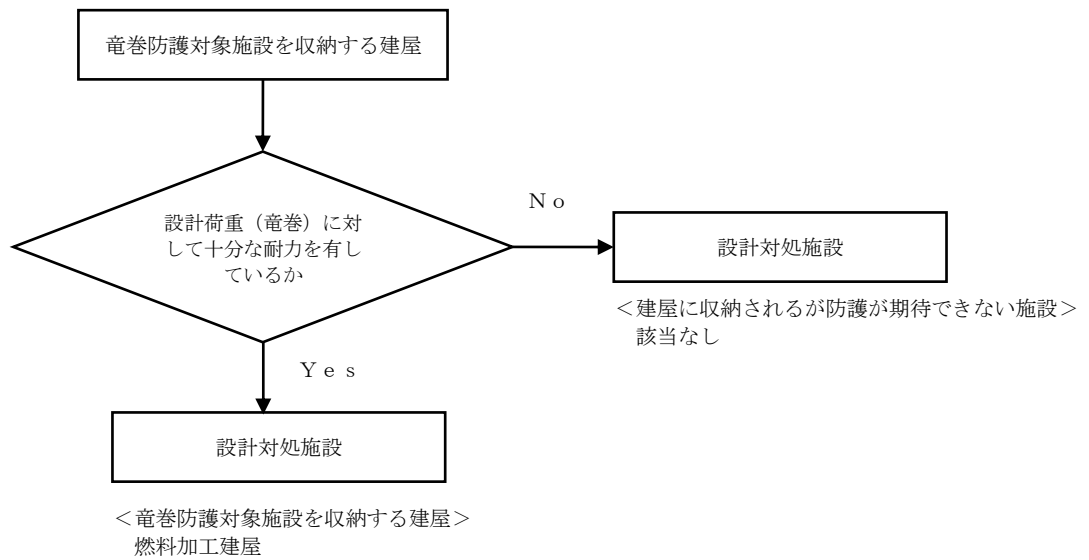 竜巻防護対象施設を収納する建屋
設計荷重（竜巻）に対
して十分な耐力を有し
ているか
Ｎｏ
設計対処施設
＜建屋に収納されるが防護が期待できない施設＞
該当なし
Ｙｅｓ
設計対処施設
＜竜巻防護対象施設を収納する建屋＞
燃料加工建屋